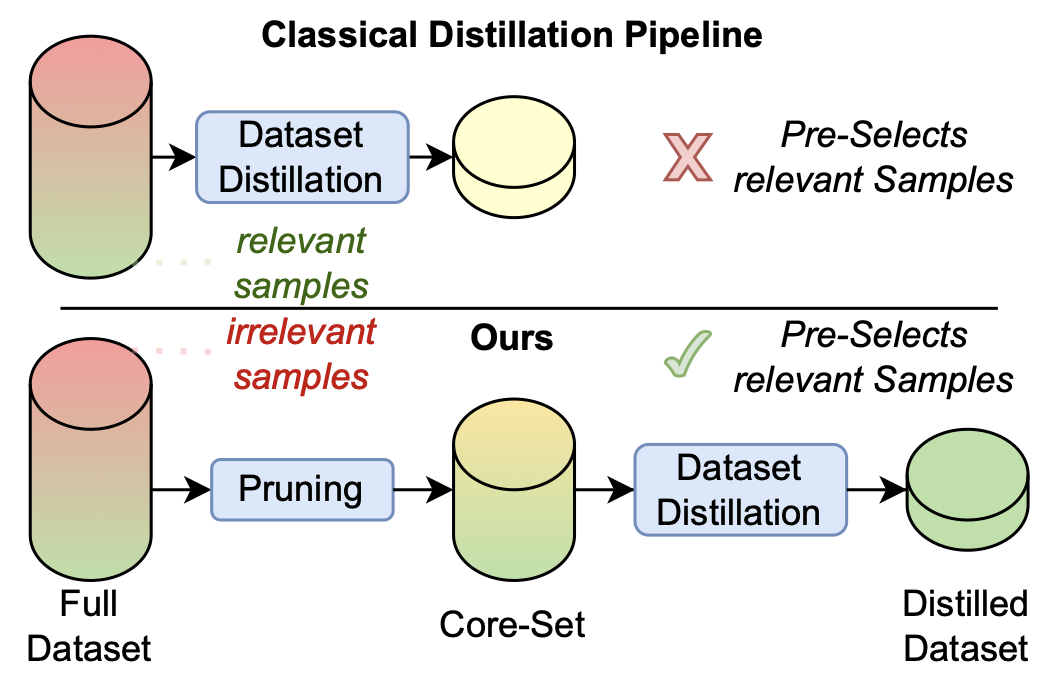 Classical Distillation Pipeline
Dataset
Distillation
Pre-Selects
relevant Samples
relevant
samples
irrelevant
samples
Ours
Pre-Selects
relevant Samples
Pruning
Dataset
Distillation
Full
Dataset
Core-Set
Distilled
Dataset